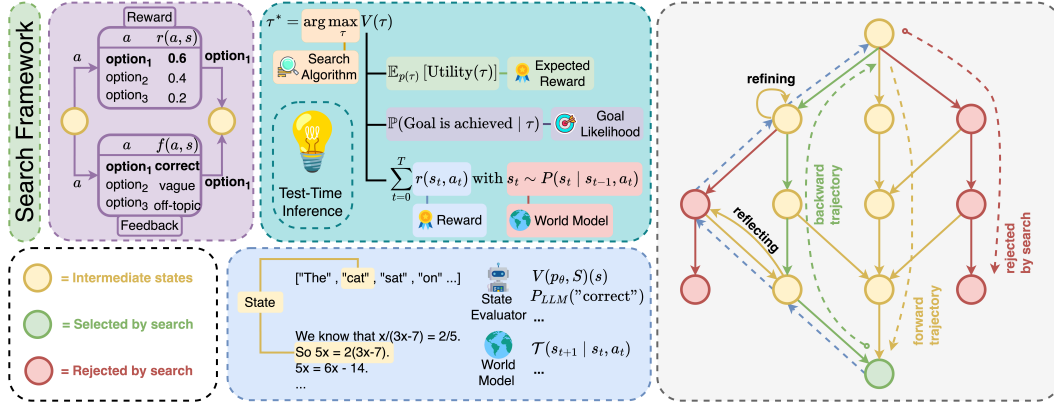 Search Framework
Reward
a r(a, s)
option₁ 0.6
option₂ 0.4
option₃ 0.2
a
option₁
a f(a, s)
option₁ correct
option₂ vague
option₃ off-topic
a
option₁
Feedback
τ* = arg max V(τ)
τ
Search
Algorithm
𝔼ₚ₍τ₎ [Utility(τ)]
Expected
Reward
ℙ(Goal is achieved | τ)
Goal
Likelihood
T
∑ r(sₜ, aₜ) with sₜ ∼ P(sₜ | sₜ₋₁, aₜ)
t=0
Reward
World Model
Test-Time
Inference
= Intermediate states
= Selected by search
= Rejected by search
["The" , "cat" , "sat" , "on" ...]
State
We know that x/(3x-7) = 2/5.
So 5x = 2(3x-7).
5x = 6x - 14.
...
State
Evaluator
V(p_θ, S)(s)
P_LLM("correct")
...
World
Model
𝒯(sₜ₊₁ | sₜ, aₜ)
...
refining
reflecting
backward
trajectory
forward
trajectory
rejected
by search